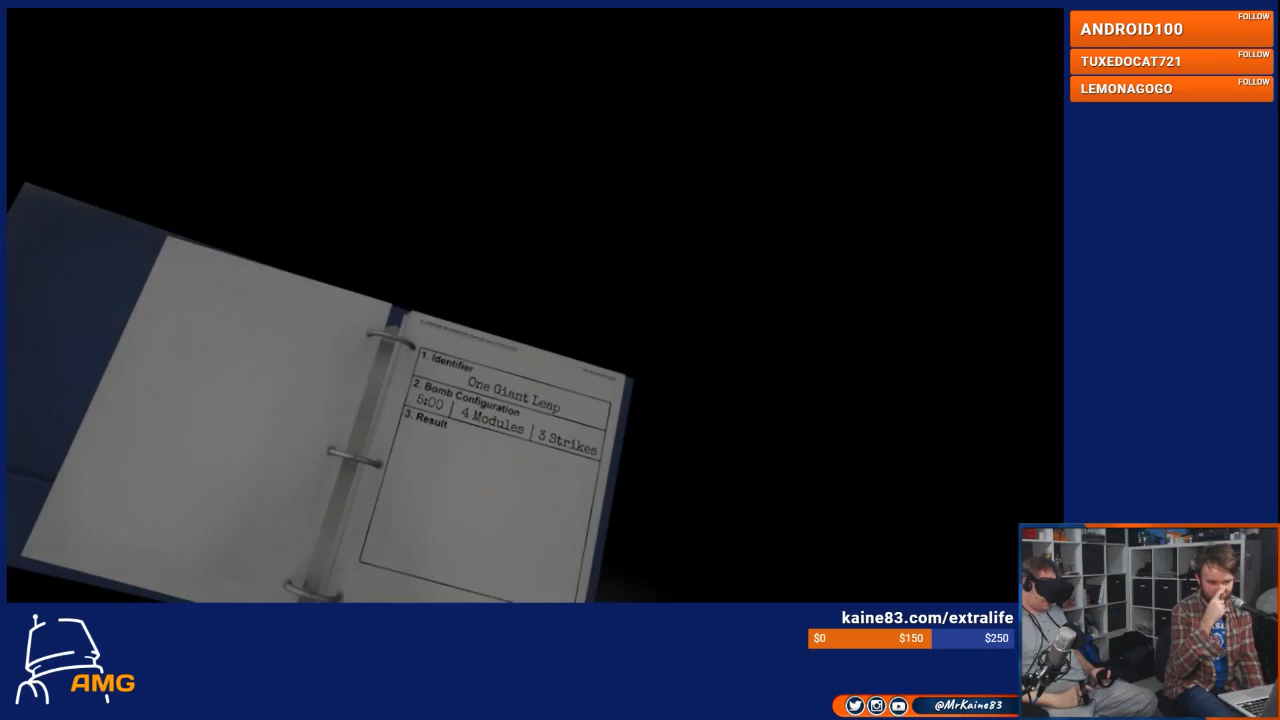 FOLLOW
ANDROID100
FOLLOW
TUXEDOCAT721
FOLLOW
LEMONAGOGO
1. Identifier
One Giant Leap
2. Bomb Configuration
5:00 | 4 Modules | 3 Strikes
3. Result
kaine83.com/extralife
$0 $150 $250
AMG
@MrKaine83